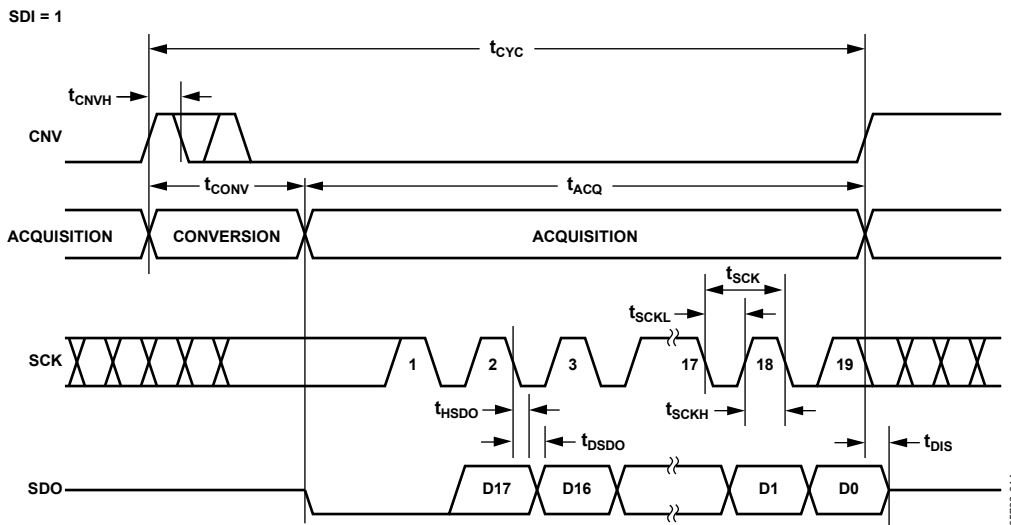 SDI = 1
tCYC
tCNVH
CNV
tCONV
tACQ
ACQUISITION
CONVERSION
ACQUISITION
tSCK
tSCKL
SCK
1
2
3
17
18
19
tHSDO
tSCKH
tDSDO
tDIS
SDO
D17
D16
D1
D0